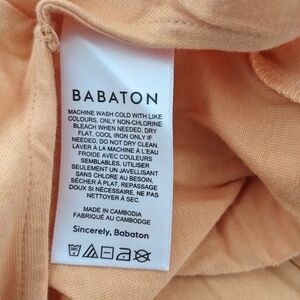 BABATON
MACHINE WASH COLD WITH LIKE
COLOURS, ONLY NON-CHLORINE
BLEACH WHEN NEEDED, DRY
FLAT, COOL IRON ONLY IF
NEEDED, DO NOT DRY CLEAN.
LAVER À LA MACHINE À L'EAU
FROIDE AVEC COULEURS
SEMBLABLES, UTILISER
SEULEMENT UN JAVELLISANT
SANS CHLORE AU BESOIN,
SÉCHER À PLAT, REPASSAGE
DOUX SI NÉCESSAIRE, NE PAS
NETTOYER À SEC.
MADE IN CAMBODIA
FABRIQUÉ AU CAMBODGE
Sincerely, Babaton